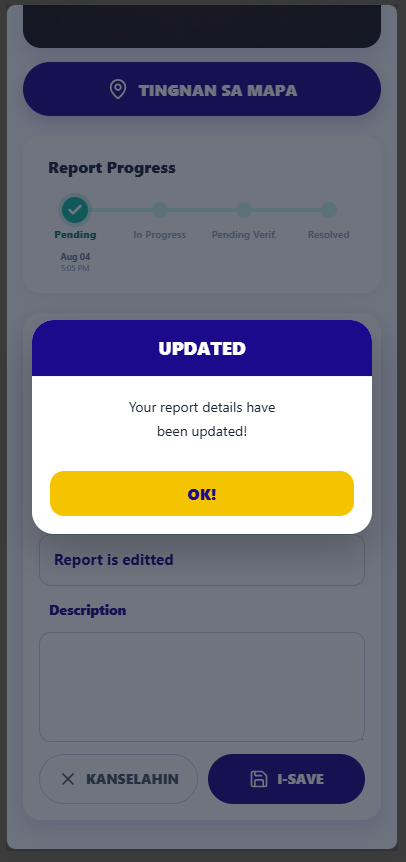 TINGNAN SA MAPA
Report Progress
Pending In Progress Pending Verif. Resolved
Aug 04
5:05 PM
UPDATED
Your report details have
been updated!
OK!
Report is editted
Description
KANSELAHIN I-SAVE